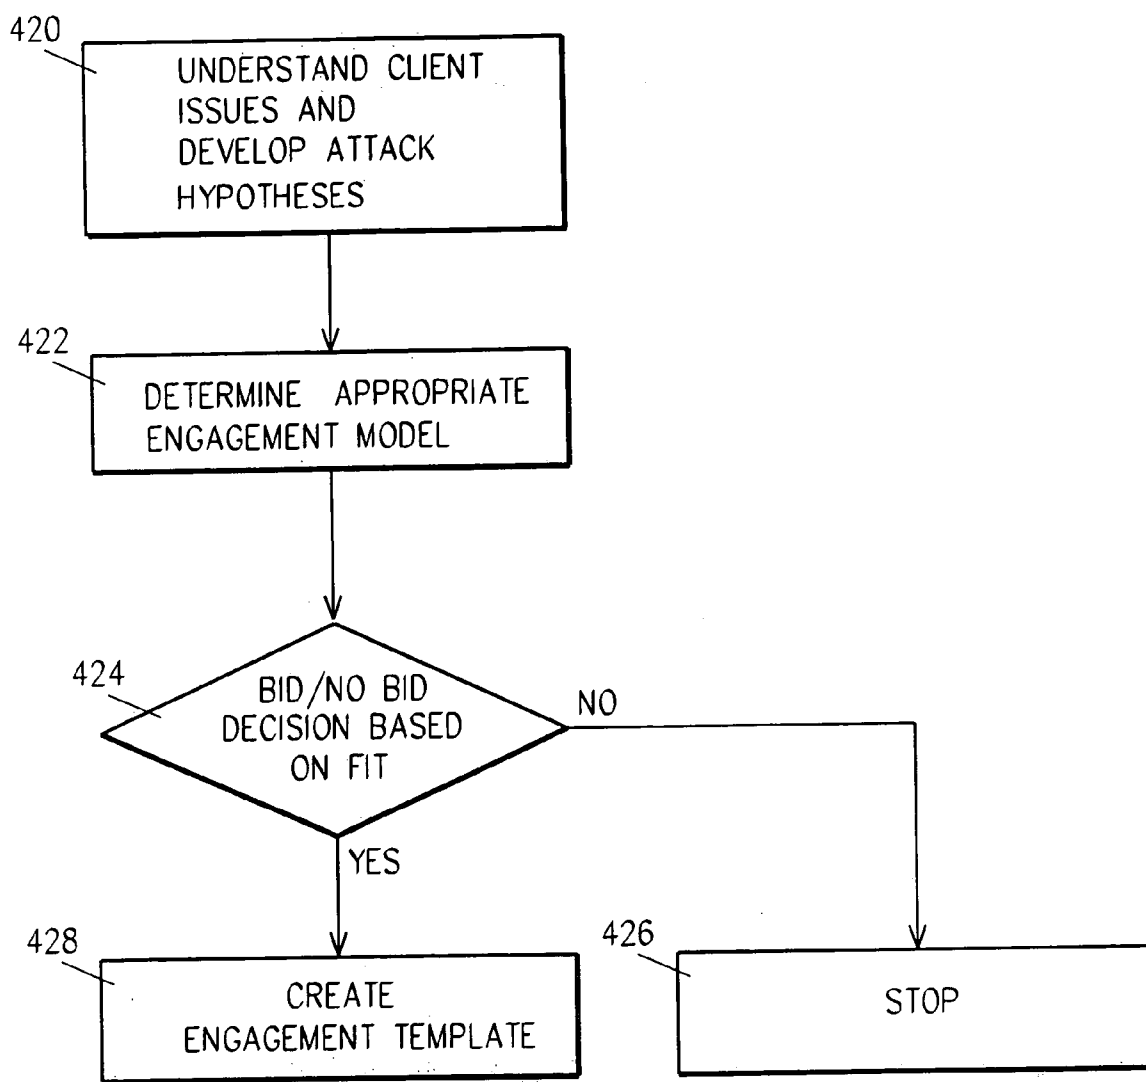 420
UNDERSTAND CLIENT
ISSUES AND
DEVELOP ATTACK
HYPOTHESES
422
DETERMINE APPROPRIATE
ENGAGEMENT MODEL
424
BID/NO BID
DECISION BASED
ON FIT
NO
YES
428
CREATE
ENGAGEMENT TEMPLATE
426
STOP